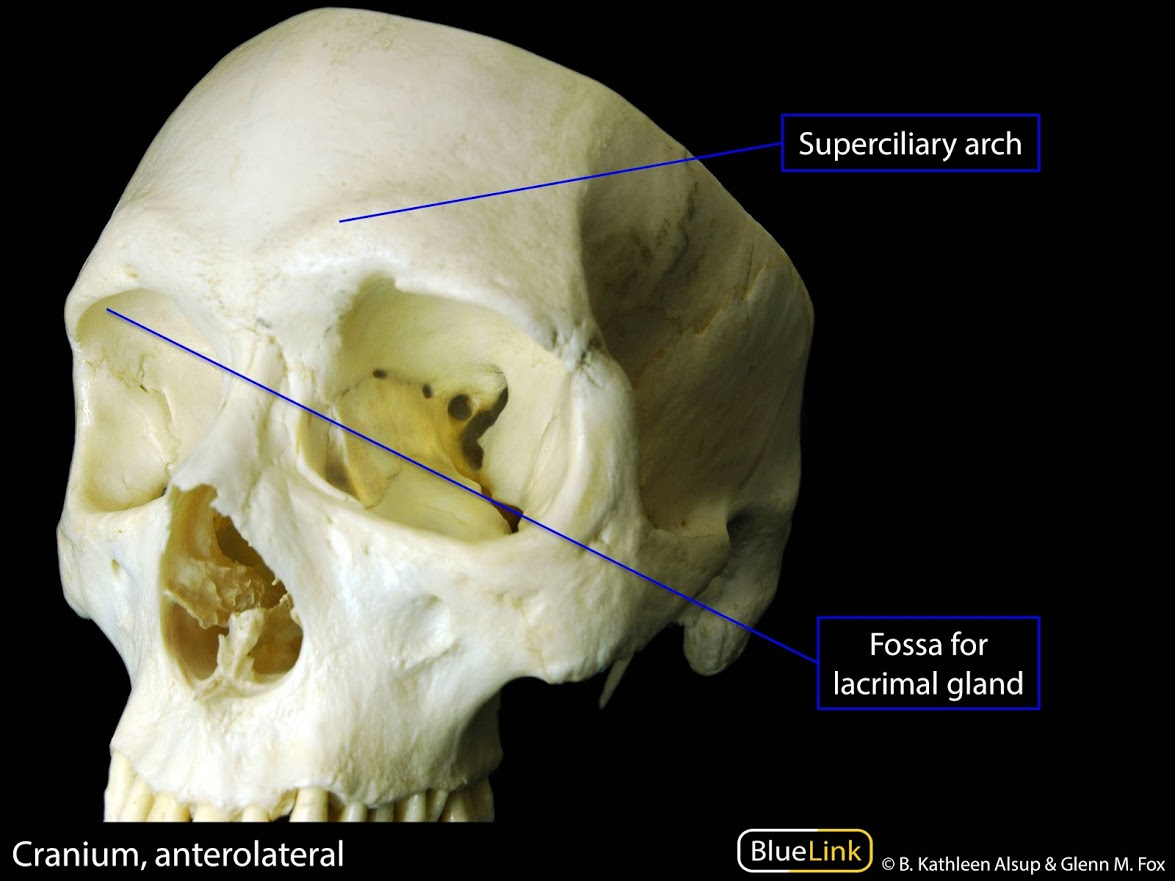 Superciliary arch
Fossa for
lacrimal gland
Cranium, anterolateral
BlueLink
© B. Kathleen Alsup & Glenn M. Fox